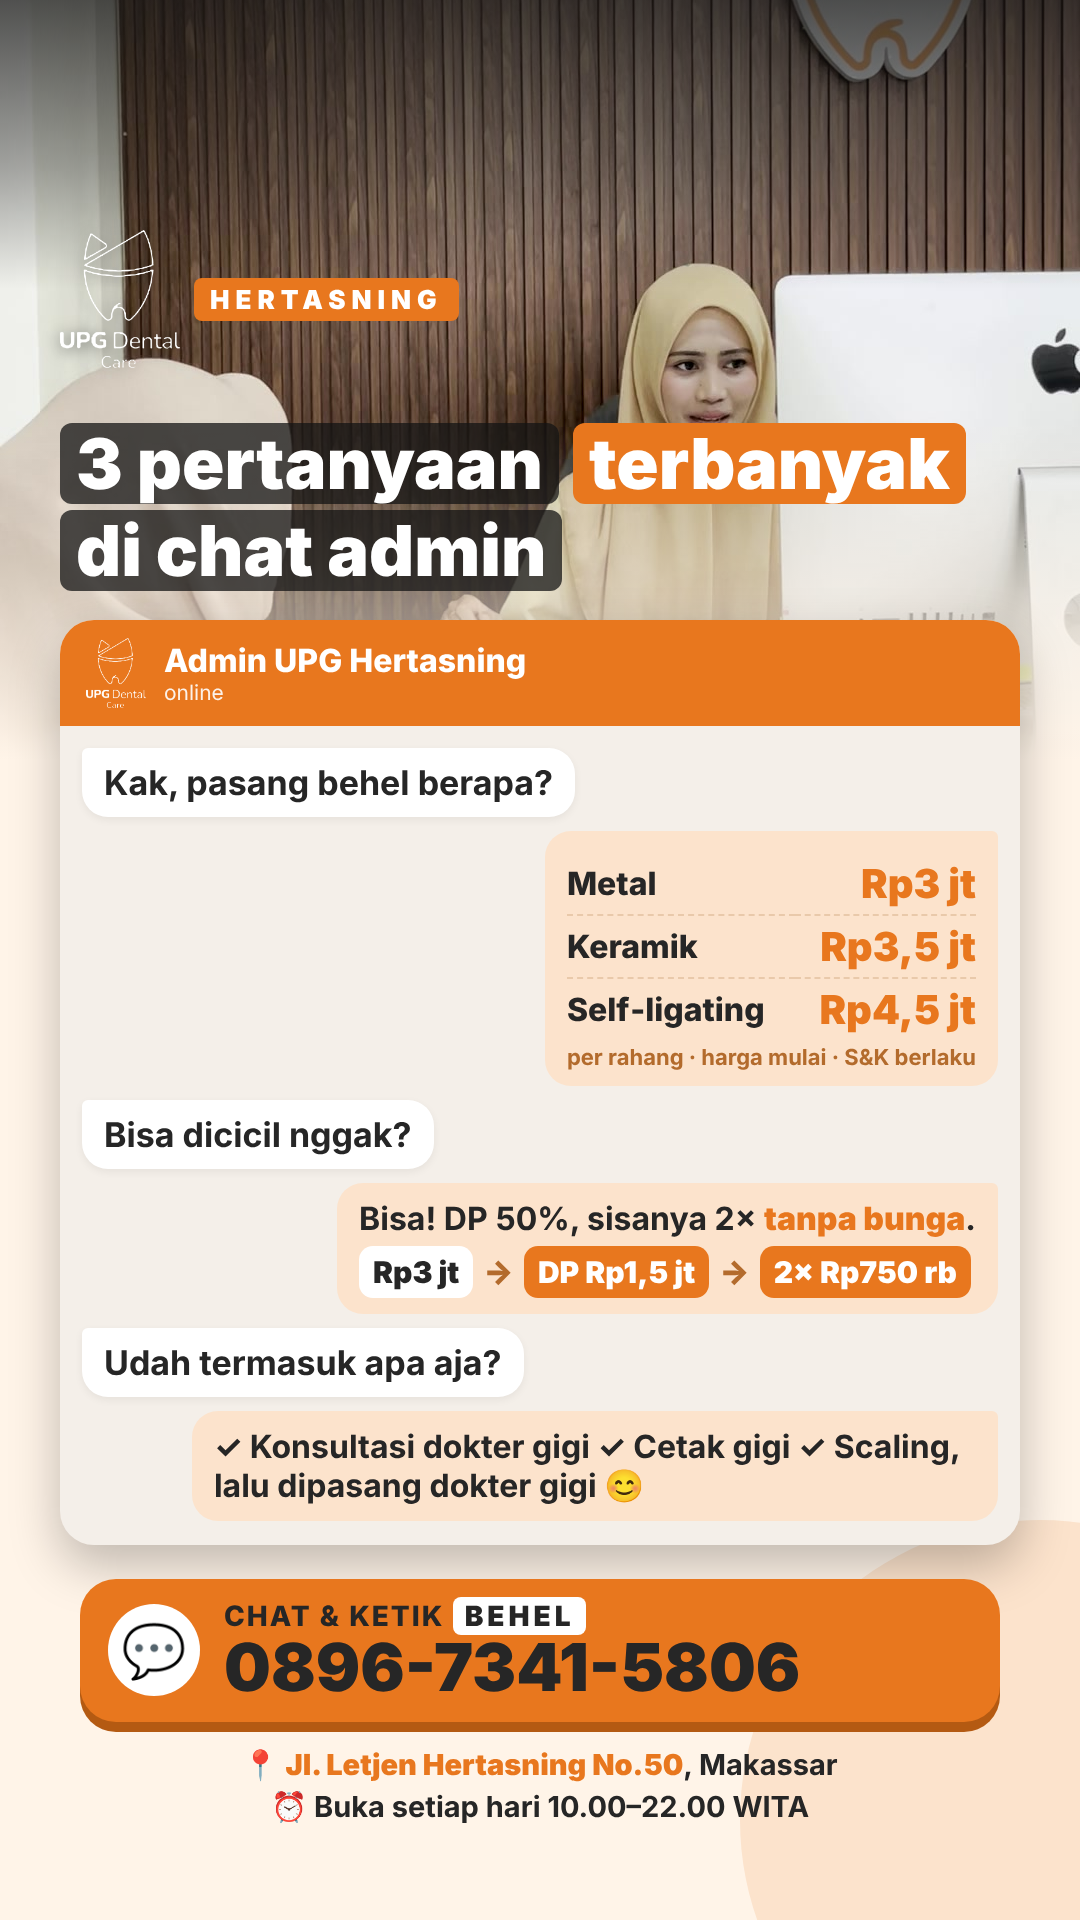 UPG Dental
Care
HERTASNING
3 pertanyaan terbanyak
di chat admin
UPG Dental
Care
Admin UPG Hertasning
online
Kak, pasang behel berapa?
Metal Rp3 jt
Keramik Rp3,5 jt
Self-ligating Rp4,5 jt
per rahang · harga mulai · S&K berlaku
Bisa dicicil nggak?
Bisa! DP 50%, sisanya 2× tanpa bunga.
Rp3 jt → DP Rp1,5 jt → 2× Rp750 rb
Udah termasuk apa aja?
✓ Konsultasi dokter gigi ✓ Cetak gigi ✓ Scaling,
lalu dipasang dokter gigi 😊
CHAT & KETIK BEHEL
0896-7341-5806
📍 Jl. Letjen Hertasning No.50, Makassar
⏰ Buka setiap hari 10.00–22.00 WITA